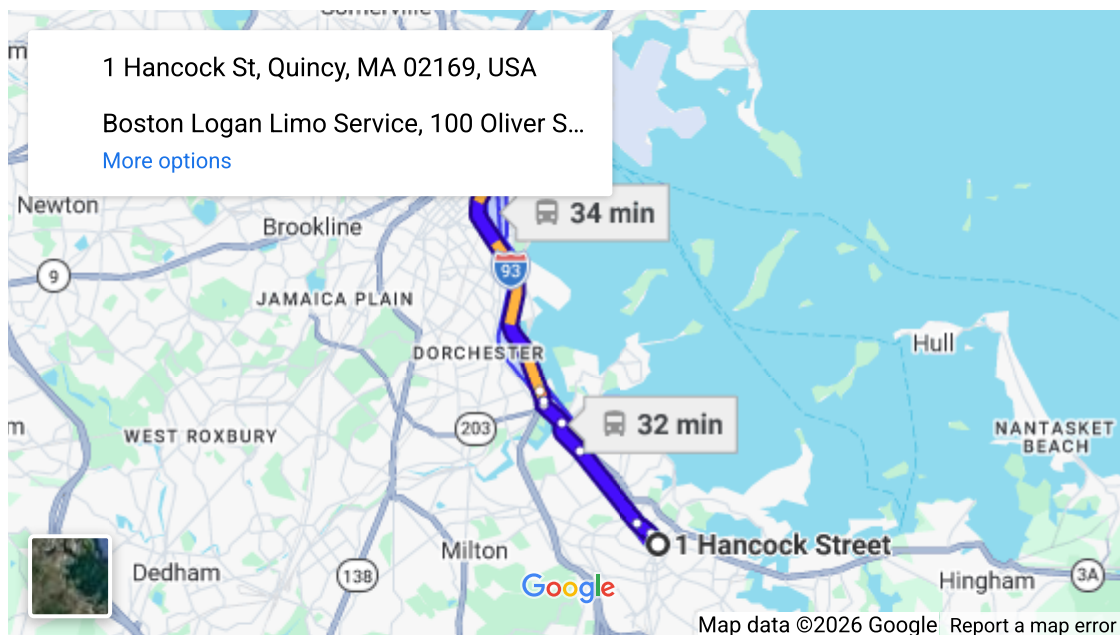 Somerville
1 Hancock St, Quincy, MA 02169, USA
Boston Logan Limo Service, 100 Oliver S...
More options
Newton
34 min
Brookline
93
9
JAMAICA PLAIN
DORCHESTER
Hull
32 min
203
WEST ROXBURY
NANTASKET
BEACH
1 Hancock Street
Milton
Dedham
138
Google
Hingham
3A
Map data ©2026 Google
Report a map error